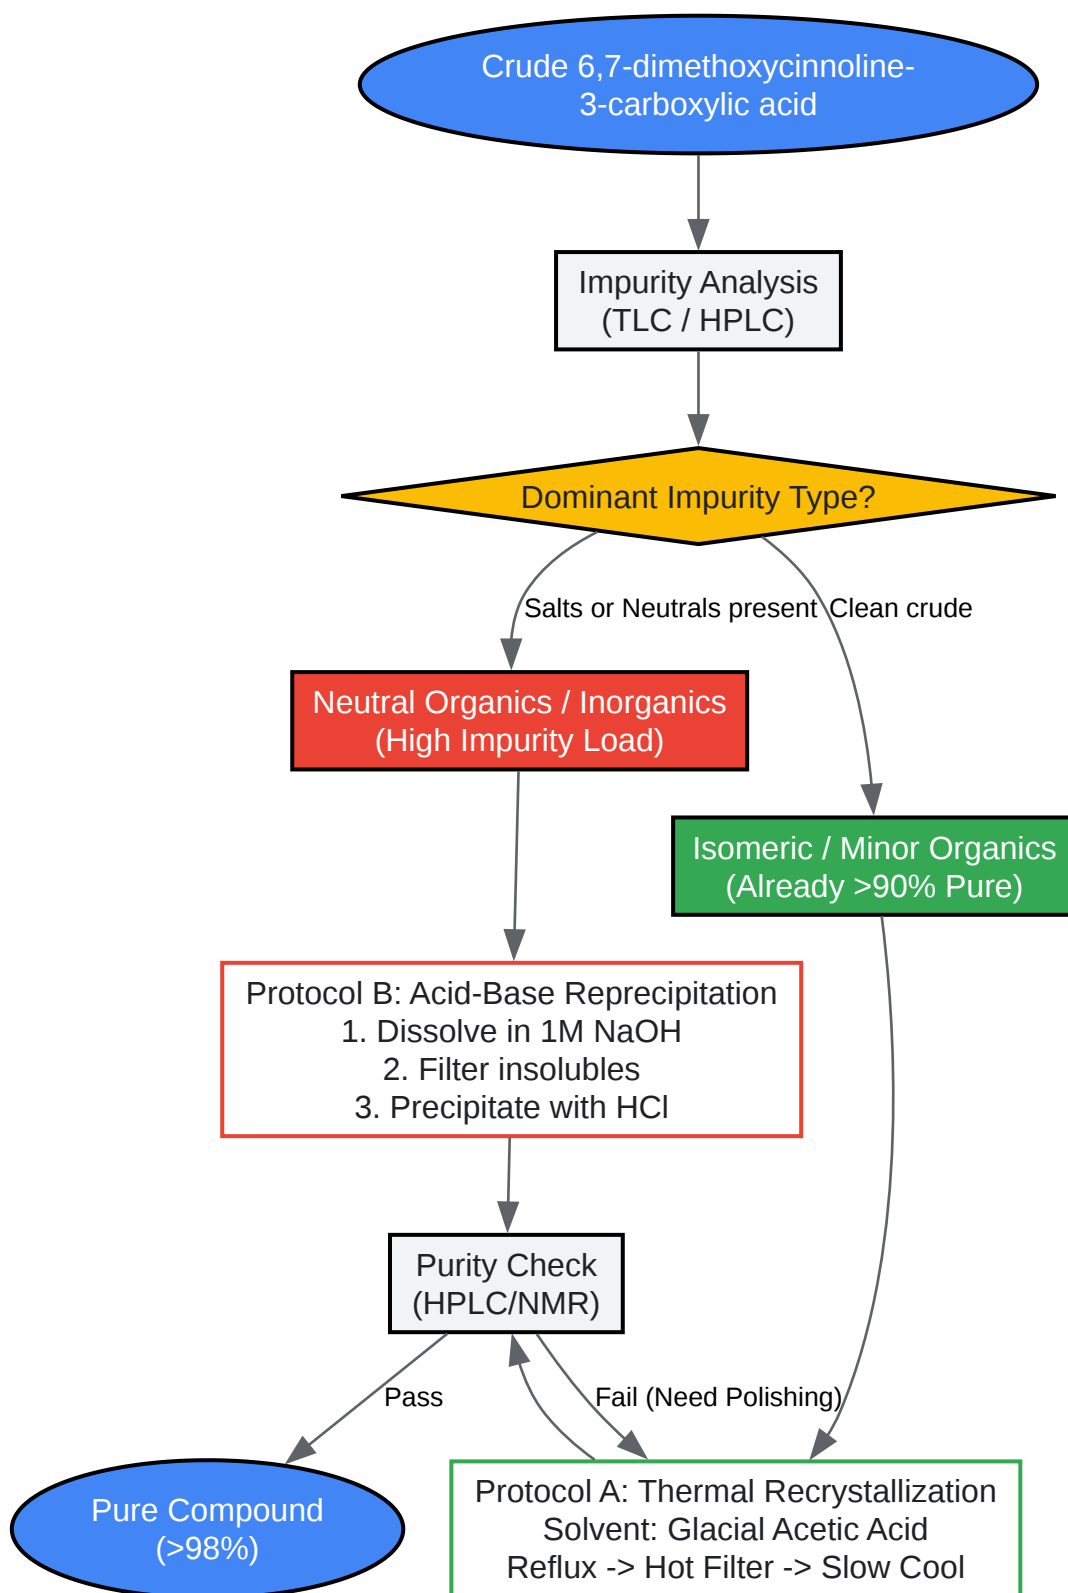 Crude 6,7-dimethoxycinnoline-
3-carboxylic acid
Impurity Analysis
(TLC / HPLC)
Dominant Impurity Type?
Salts or Neutrals present
Clean crude
Neutral Organics / Inorganics
(High Impurity Load)
Isomeric / Minor Organics
(Already >90% Pure)
Protocol B: Acid-Base Reprecipitation
1. Dissolve in 1M NaOH
2. Filter insolubles
3. Precipitate with HCl
Purity Check
(HPLC/NMR)
Pass
Fail (Need Polishing)
Pure Compound
(>98%)
Protocol A: Thermal Recrystallization
Solvent: Glacial Acetic Acid
Reflux -> Hot Filter -> Slow Cool